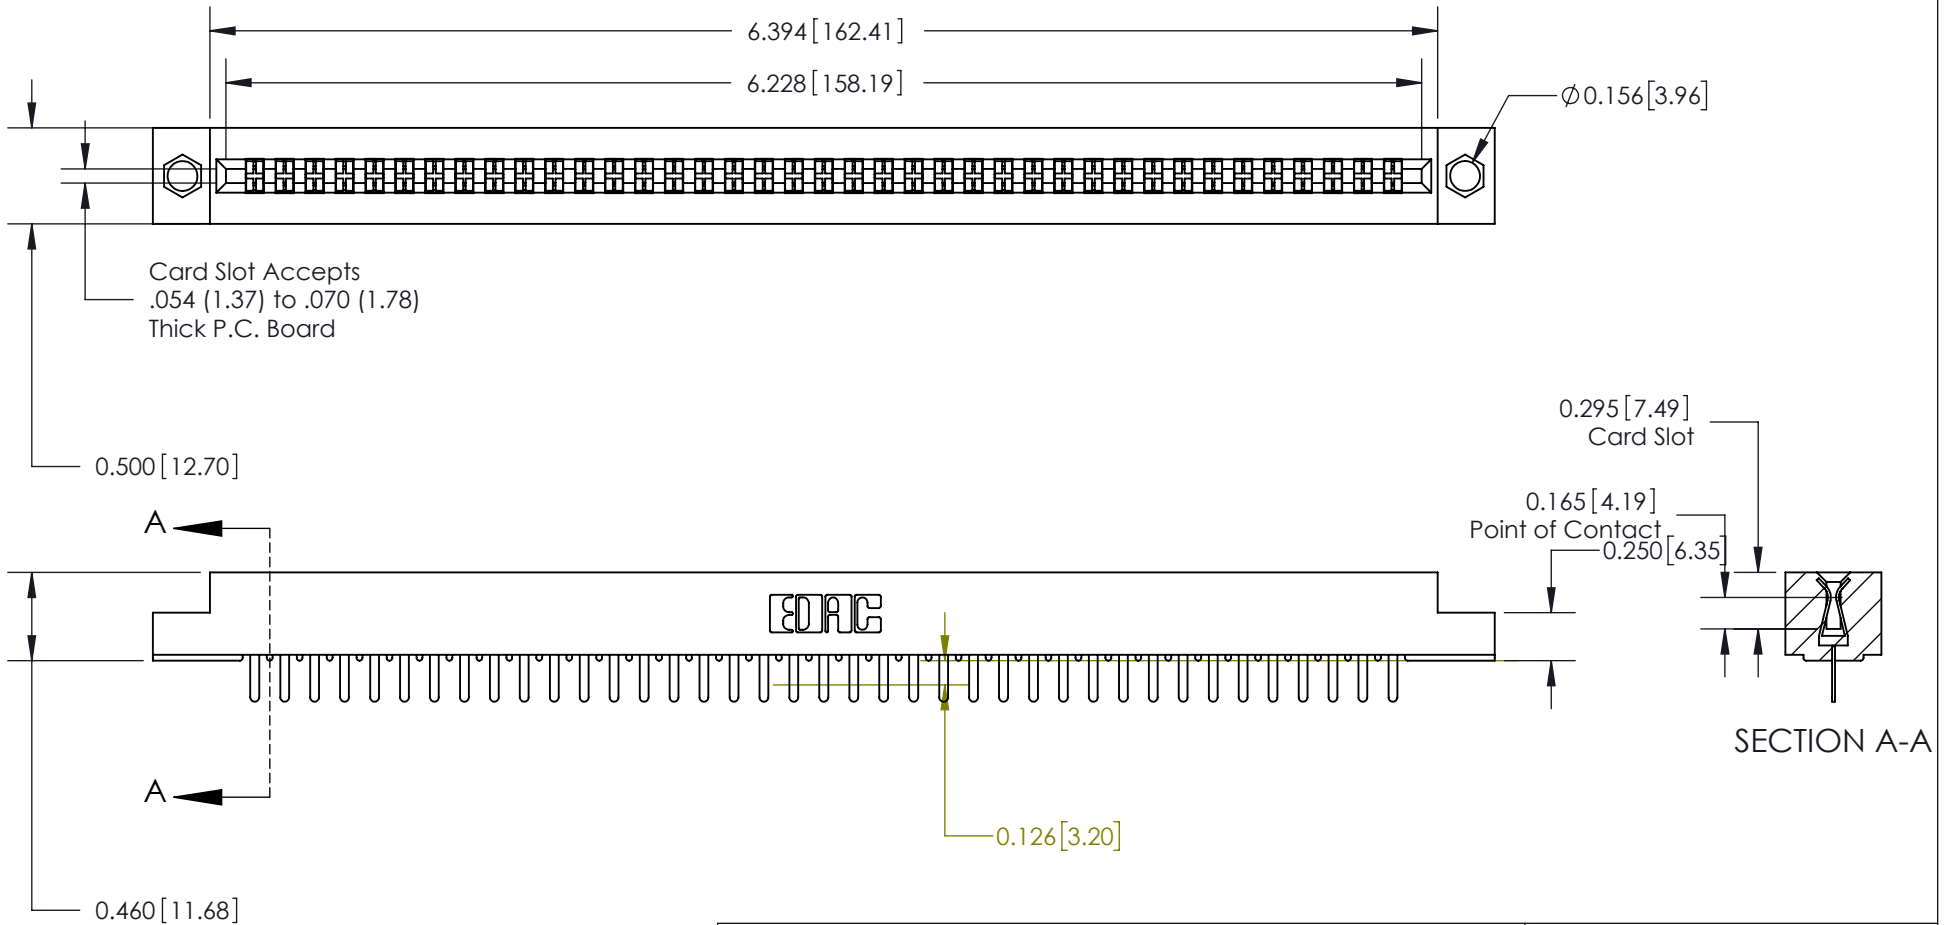 6.394[162.41]
6.228[158.19]
⌀0.156[3.96]
Card Slot Accepts
.054 (1.37) to .070 (1.78)
Thick P.C. Board
0.500[12.70]
0.295[7.49]
Card Slot
0.165[4.19]
Point of Contact
0.250[6.35]
A
EDAC
A
SECTION A-A
0.126[3.20]
0.460[11.68]